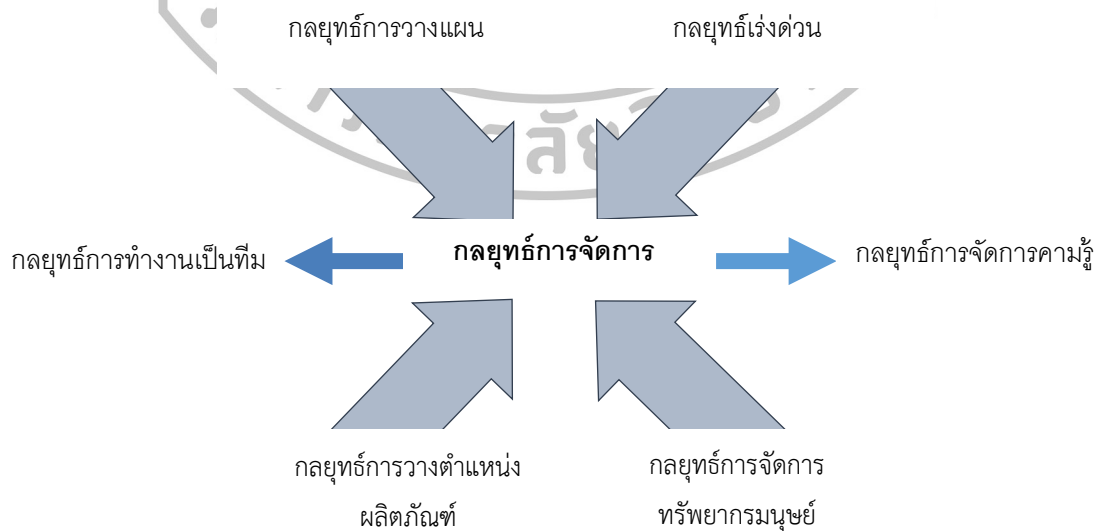 กลยุทธ์การวางแผน กลยุทธ์เร่งด่วน
กลยุทธ์การทำงานเป็นทีม กลยุทธ์การจัดการ กลยุทธ์การจัดการคามรู้
กลยุทธ์การวางตำแหน่ง กลยุทธ์การจัดการ
ผลิตภัณฑ์ ทรัพยากรมนุษย์